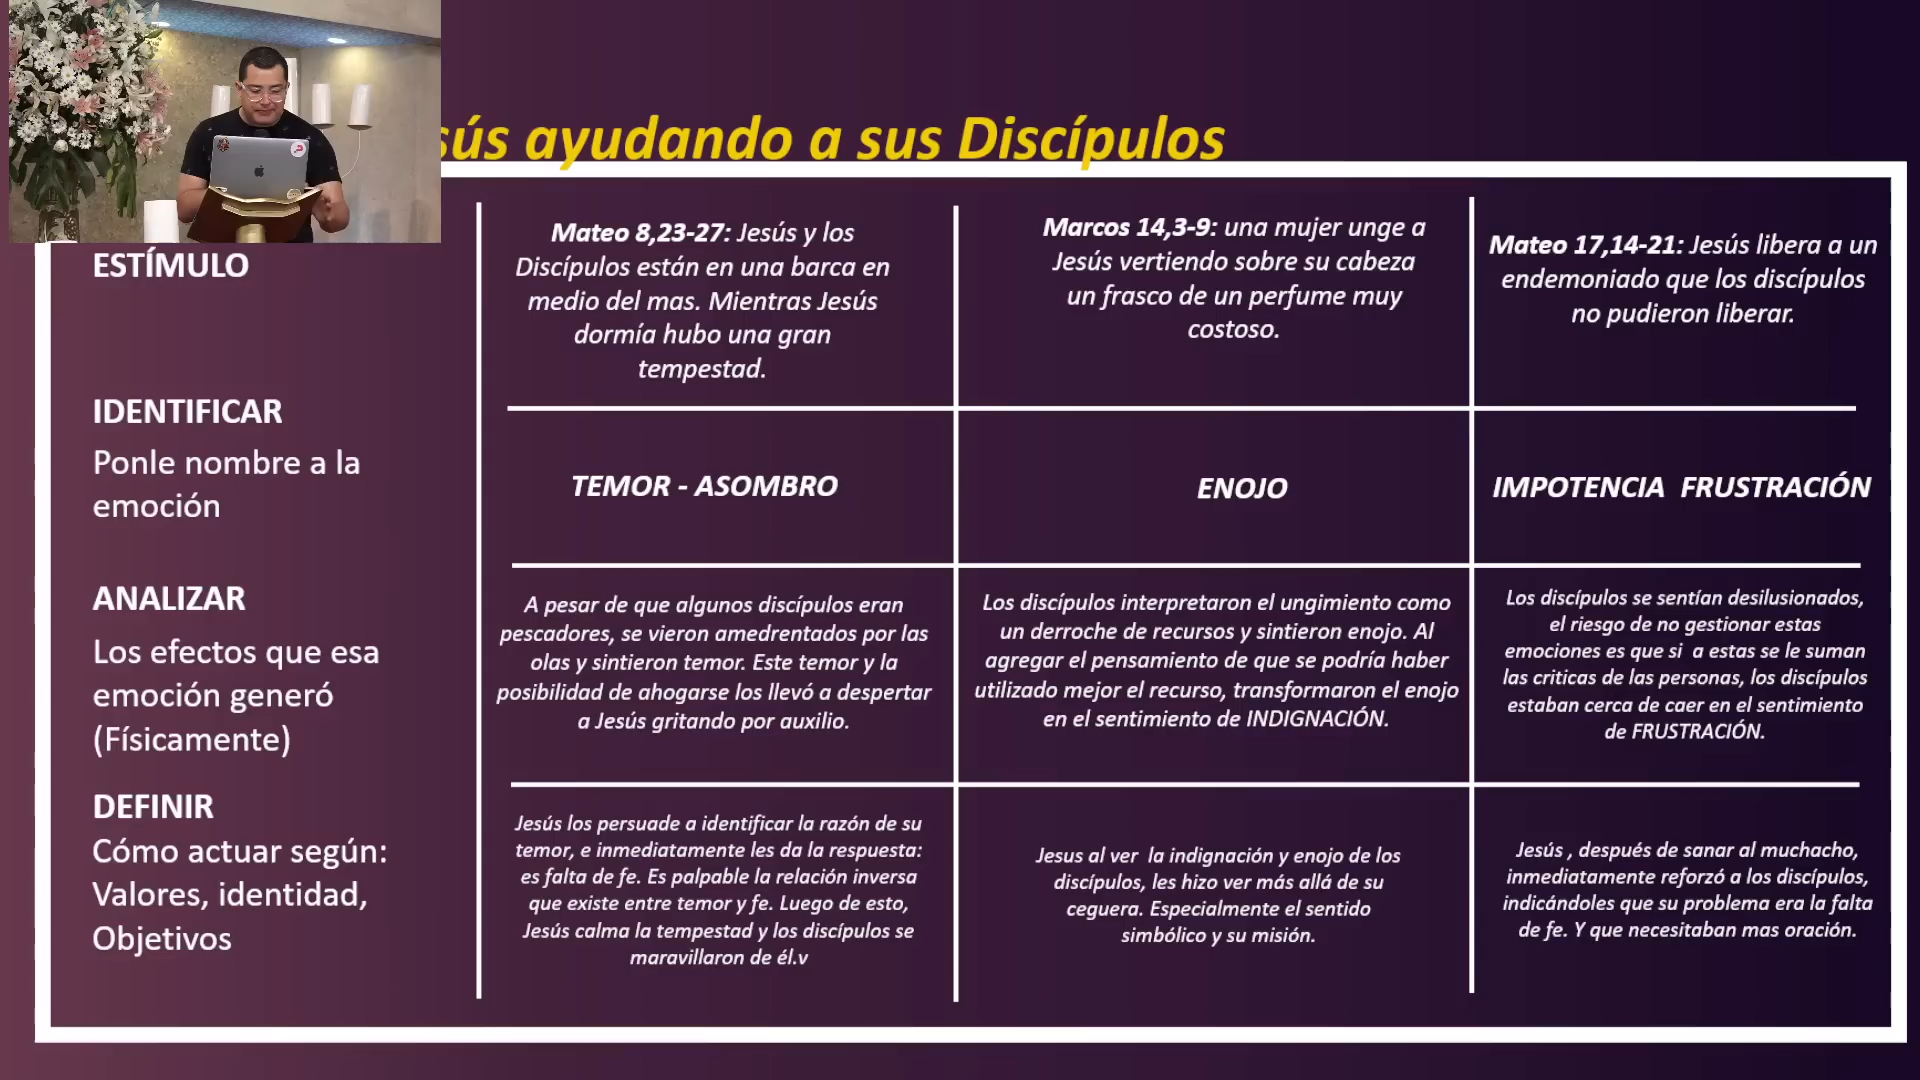 sús ayudando a sus Discípulos
ESTÍMULO
Mateo 8,23-27: Jesús y los
Discípulos están en una barca en
medio del mas. Mientras Jesús
dormía hubo una gran
tempestad.
Marcos 14,3-9: una mujer unge a
Jesús vertiendo sobre su cabeza
un frasco de un perfume muy
costoso.
Mateo 17,14-21: Jesús libera a un
endemoniado que los discípulos
no pudieron liberar.
IDENTIFICAR
Ponle nombre a la
emoción
TEMOR - ASOMBRO
ENOJO
IMPOTENCIA FRUSTRACIÓN
ANALIZAR
Los efectos que esa
emoción generó
(Físicamente)
A pesar de que algunos discípulos eran
pescadores, se vieron amedrentados por las
olas y sintieron temor. Este temor y la
posibilidad de ahogarse los llevó a despertar
a Jesús gritando por auxilio.
Los discípulos interpretaron el ungimiento como
un derroche de recursos y sintieron enojo. Al
agregar el pensamiento de que se podría haber
utilizado mejor el recurso, transformaron el enojo
en el sentimiento de INDIGNACIÓN.
Los discípulos se sentían desilusionados,
el riesgo de no gestionar estas
emociones es que si a estas se le suman
las criticas de las personas, los discípulos
estaban cerca de caer en el sentimiento
de FRUSTRACIÓN.
DEFINIR
Cómo actuar según:
Valores, identidad,
Objetivos
Jesús los persuade a identificar la razón de su
temor, e inmediatamente les da la respuesta:
es falta de fe. Es palpable la relación inversa
que existe entre temor y fe. Luego de esto,
Jesús calma la tempestad y los discípulos se
maravillaron de él.v
Jesus al ver la indignación y enojo de los
discípulos, les hizo ver más allá de su
ceguera. Especialmente el sentido
simbólico y su misión.
Jesús , después de sanar al muchacho,
inmediatamente reforzó a los discípulos,
indicándoles que su problema era la falta
de fe. Y que necesitaban mas oración.